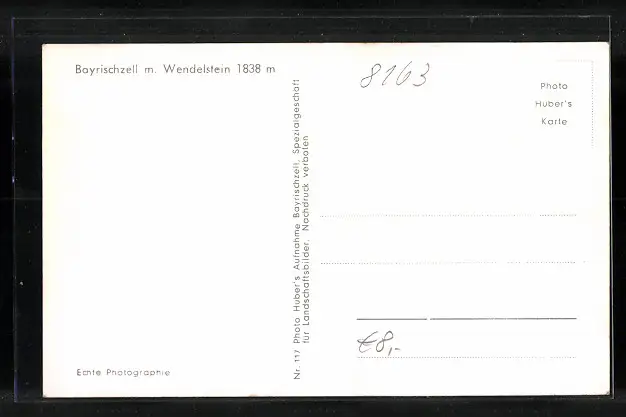 Bayrischzell m. Wendelstein 1838 m
8163
Photo
Huber's
Karte
Nr. 117 Photo Huber's Aufnahme Bayrischzell, Spezialgeschäft
für Landschaftsbilder. Nachdruck verboten
€8,-
Echte Photographie